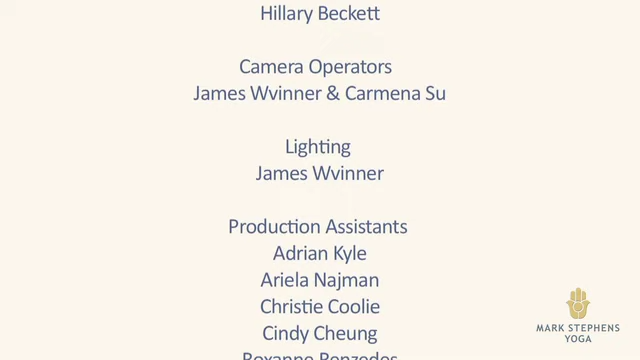 Hillary Beckett
Camera Operators
James Wvinner & Carmena Su
Lighting
James Wvinner
Production Assistants
Adrian Kyle
Ariela Najman
Christie Coolie
Cindy Cheung
MARK STEPHENS
YOGA